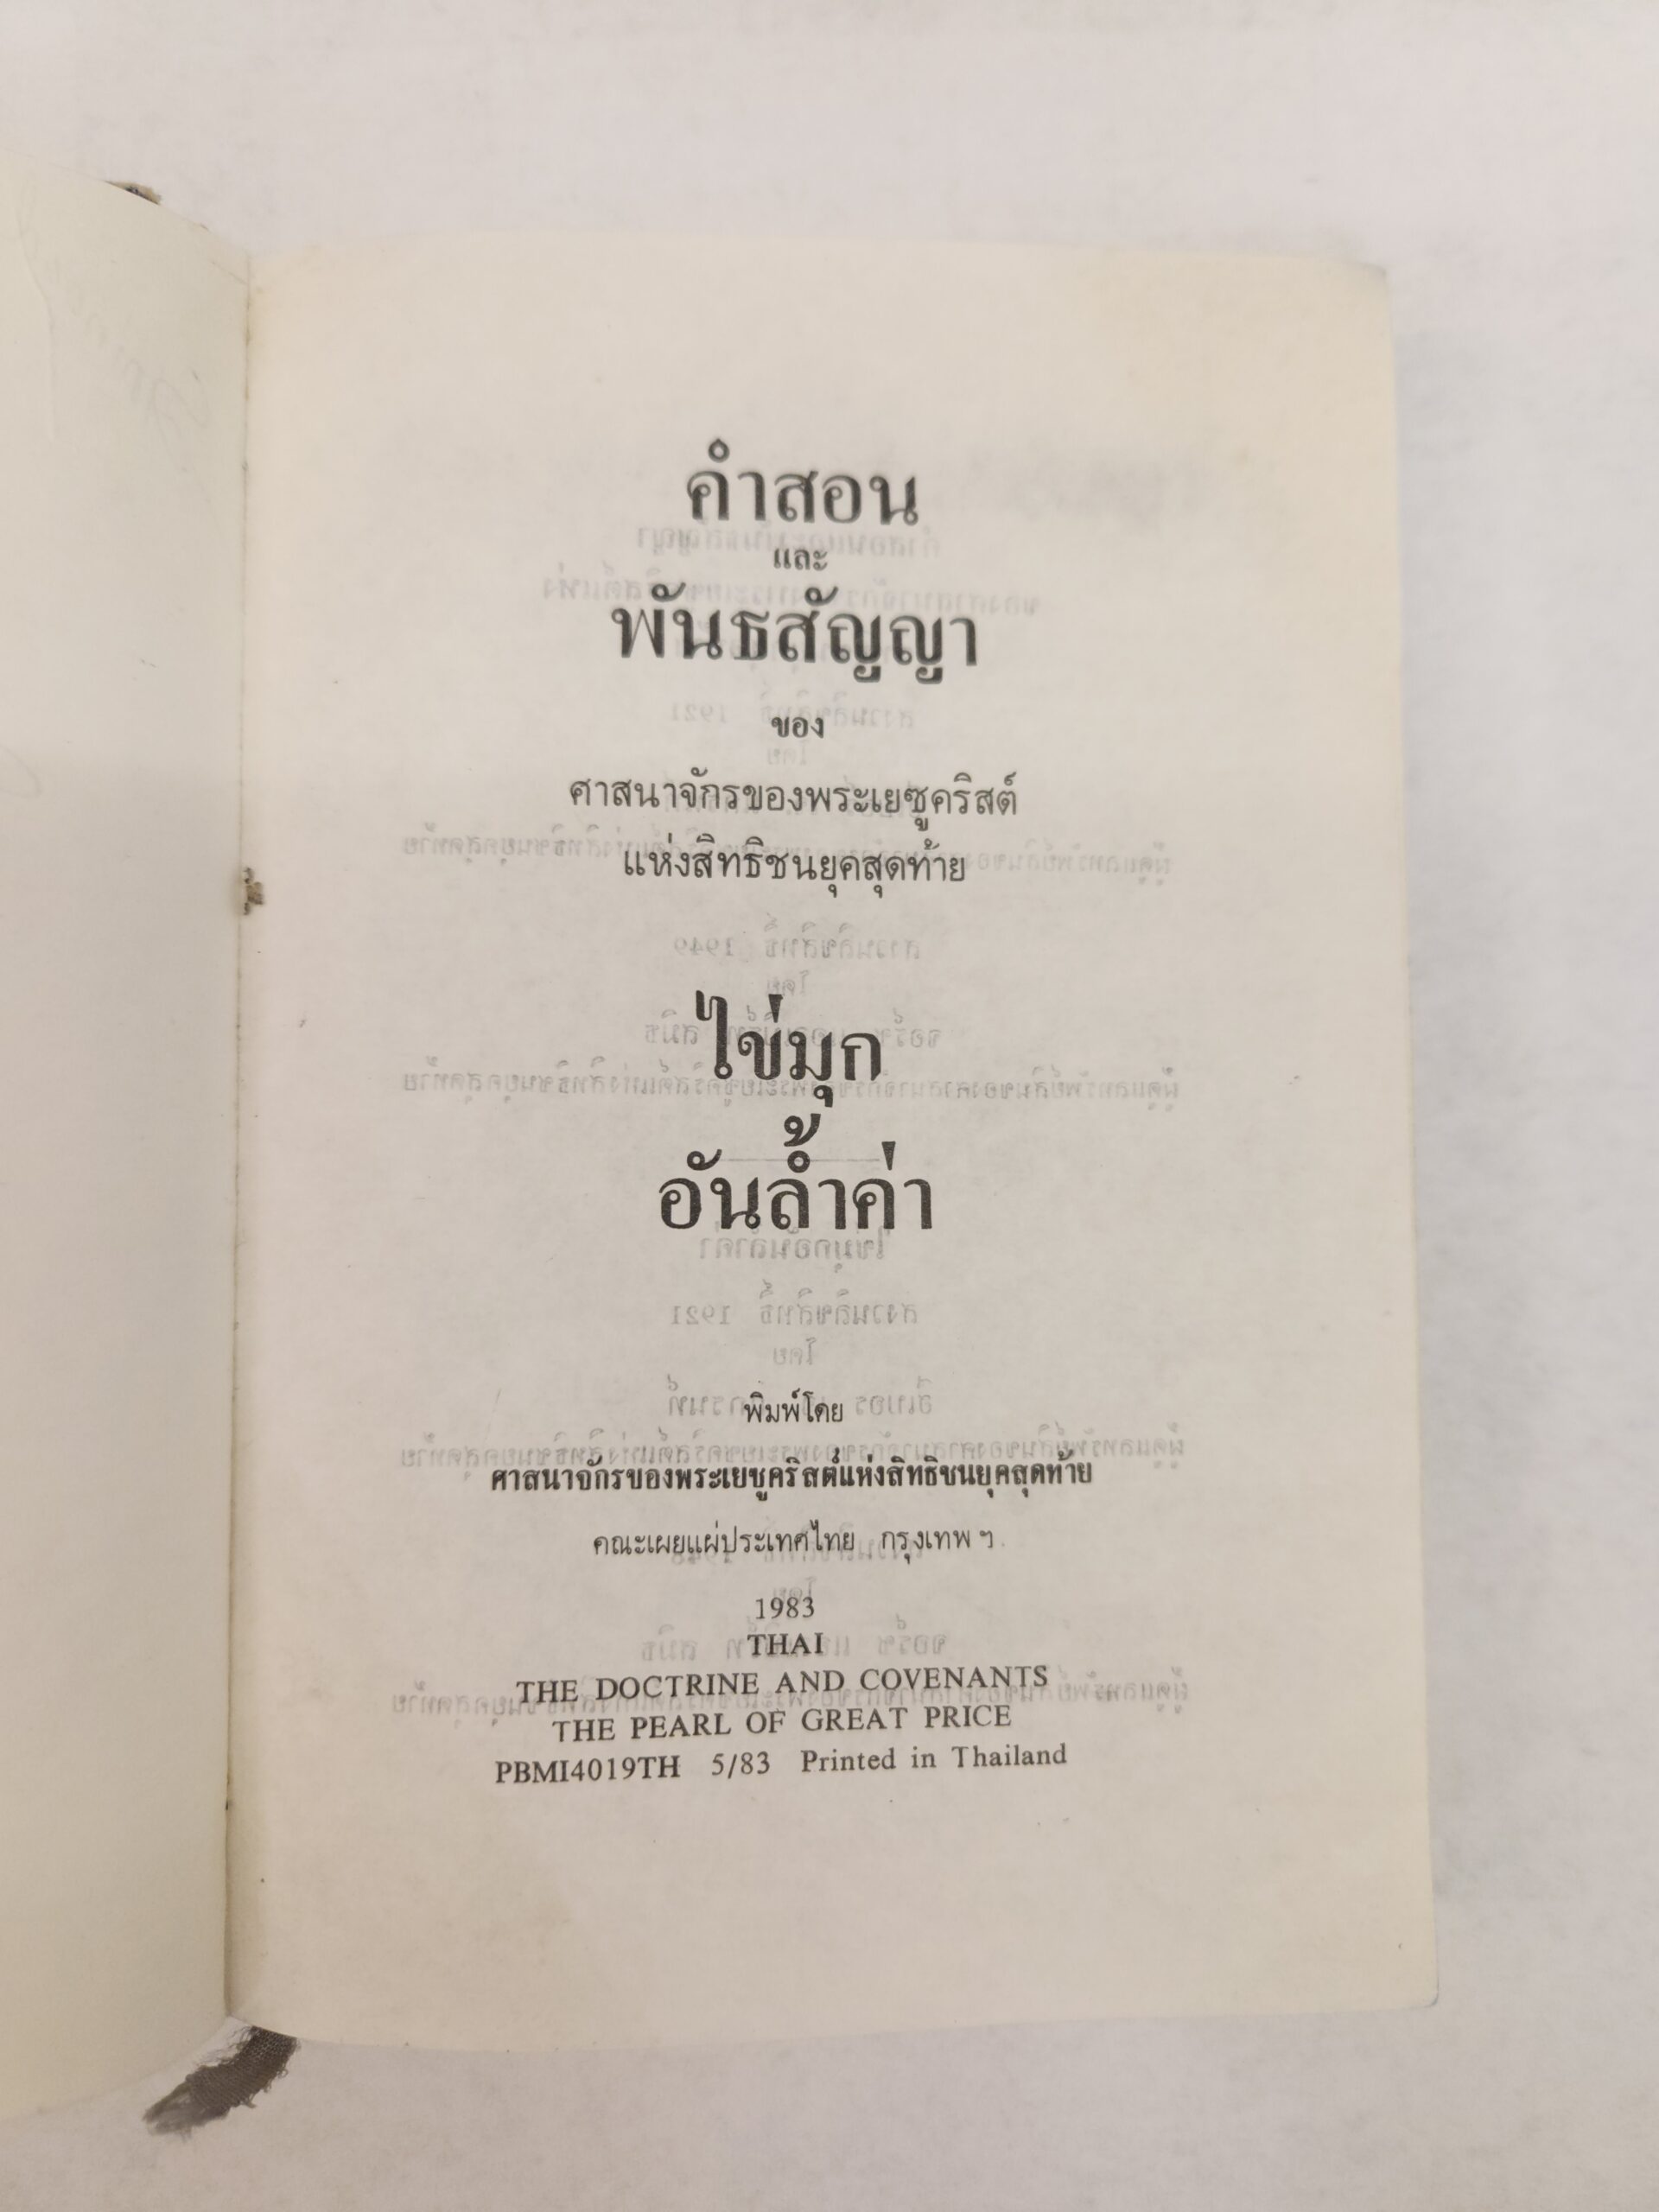 คำสอน
และ
พันธสัญญา
ของ
ศาสนาจักรของพระเยซูคริสต์
แห่งสิทธิชนยุคสุดท้าย
ไข่มุก
อันล้ำค่า
พิมพ์โดย
ศาสนาจักรของพระเยซูคริสต์แห่งสิทธิชนยุคสุดท้าย
คณะเผยแผ่ประเทศไทย กรุงเทพ ฯ
1983
THAI
THE DOCTRINE AND COVENANTS
THE PEARL OF GREAT PRICE
PBMI4019TH 5/83 Printed in Thailand